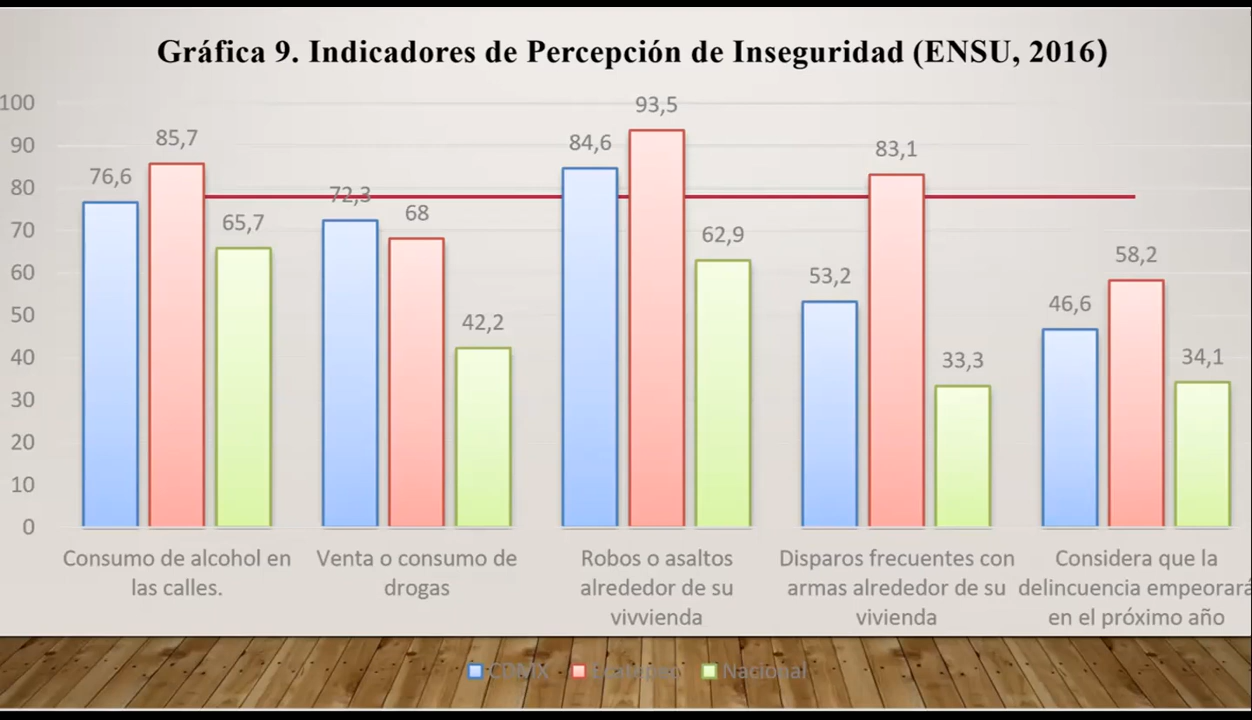 Gráfica 9. Indicadores de Percepción de Inseguridad (ENSU, 2016)
100
90
80
70
60
50
40
30
20
10
0
76,6
85,7
65,7
72,3
68
42,2
84,6
93,5
62,9
53,2
83,1
33,3
46,6
58,2
34,1
Consumo de alcohol en
las calles.
Venta o consumo de
drogas
Robos o asaltos
alrededor de su
vivvienda
Disparos frecuentes con
armas alrededor de su
vivienda
Considera que la
delincuencia empeorará
en el próximo año
CDMX Ecatepec Nacional